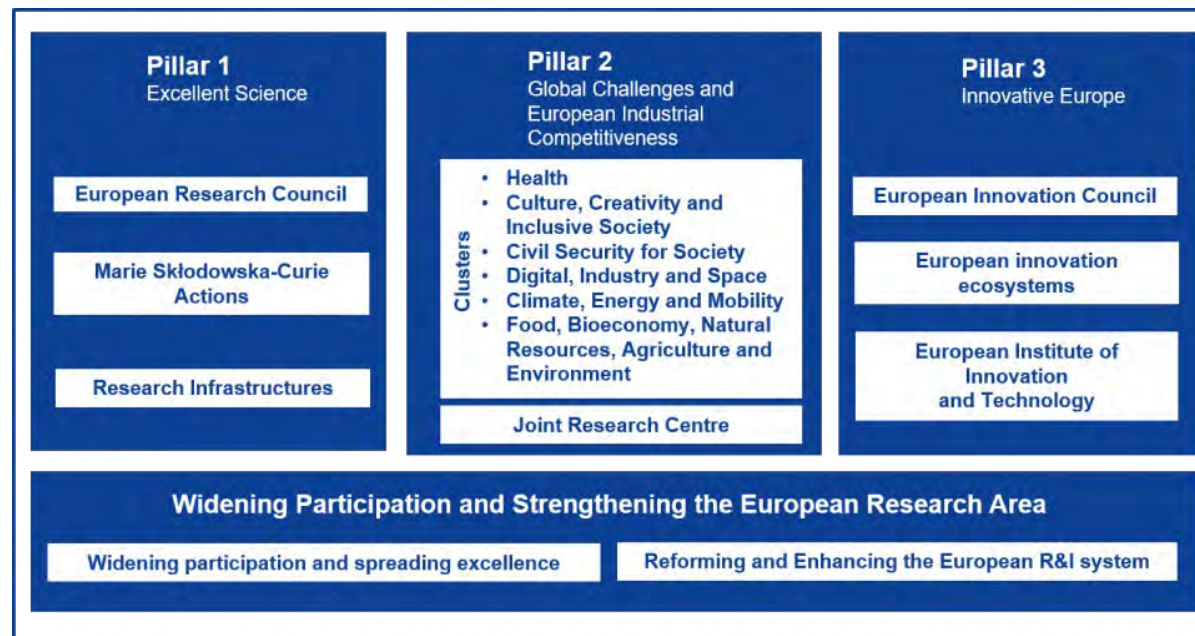 Pillar 1
Excellent Science
European Research Council
Marie Skłodowska-Curie
Actions
Research Infrastructures
Pillar 2
Global Challenges and
European Industrial
Competitiveness
Clusters
• Health
• Culture, Creativity and
Inclusive Society
• Civil Security for Society
• Digital, Industry and Space
• Climate, Energy and Mobility
• Food, Bioeconomy, Natural
Resources, Agriculture and
Environment
Joint Research Centre
Pillar 3
Innovative Europe
European Innovation Council
European innovation
ecosystems
European Institute of
Innovation
and Technology
Widening Participation and Strengthening the European Research Area
Widening participation and spreading excellence
Reforming and Enhancing the European R&I system